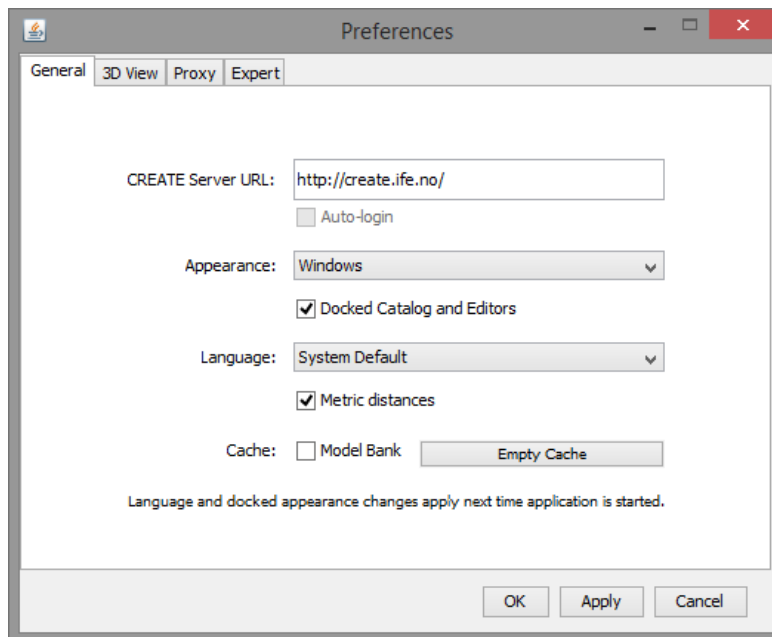 Preferences
General 3D View Proxy Expert
CREATE Server URL: http://create.ife.no/
Auto-login
Appearance: Windows
Docked Catalog and Editors
Language: System Default
Metric distances
Cache: Model Bank Empty Cache
Language and docked appearance changes apply next time application is started.
OK Apply Cancel